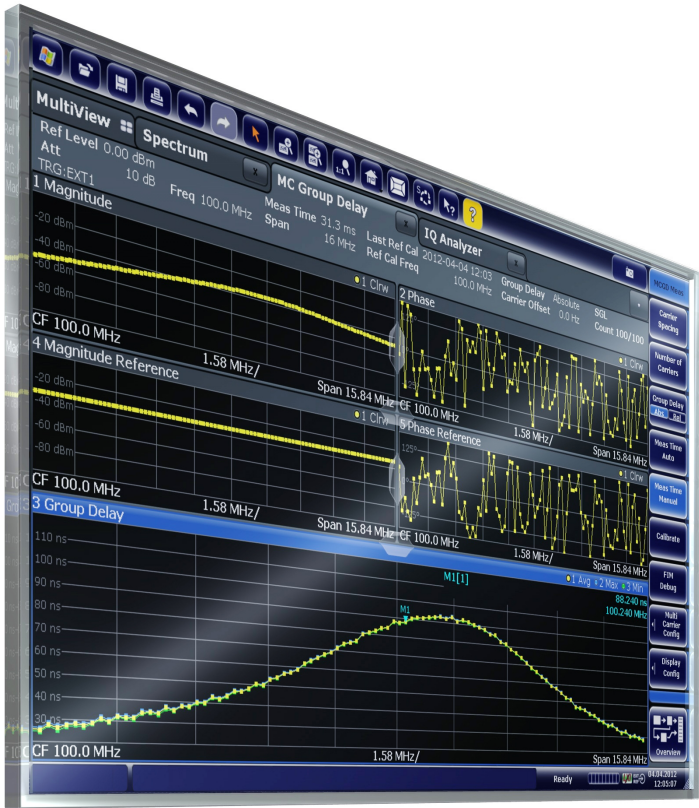 MultiView
Spectrum
MC Group Delay
IQ Analyzer
Ref Level 0.00 dBm
Att 10 dB
TRG:EXT1
Freq 100.0 MHz
Meas Time 31.3 ms
Span 16 MHz
Last Ref Cal 2012-04-04 12:03
Ref Cal Freq 100.0 MHz
Group Delay Absolute
Carrier Offset 0.0 Hz
SGL
Count 100/100
1 Magnitude
1 Clrw
-20 dBm
-40 dBm
-60 dBm
-80 dBm
CF 100.0 MHz
1.58 MHz/
Span 15.84 MHz
2 Phase
1 Clrw
CF 100.0 MHz
1.58 MHz/
Span 15.84 MHz
4 Magnitude Reference
1 Clrw
-20 dBm
-40 dBm
-60 dBm
-80 dBm
CF 100.0 MHz
1.58 MHz/
Span 15.84 MHz
5 Phase Reference
1 Clrw
125°
CF 100.0 MHz
1.58 MHz/
Span 15.84 MHz
3 Group Delay
1 Avg 2 Max 3 Min
M1[1]
88.240 ns
100.240 MHz
M1
110 ns
100 ns
90 ns
80 ns
70 ns
60 ns
50 ns
40 ns
30 ns
CF 100.0 MHz
1.58 MHz/
Span 15.84 MHz
MCGD Meas
Carrier
Spacing
Number of
Carriers
Group Delay
Abs Rel
Meas Time
Auto
Meas Time
Manual
Calibrate
FIM
Debug
Multi
Carrier
Config
Display
Config
Overview
Ready
04.04.2012
12:05:07